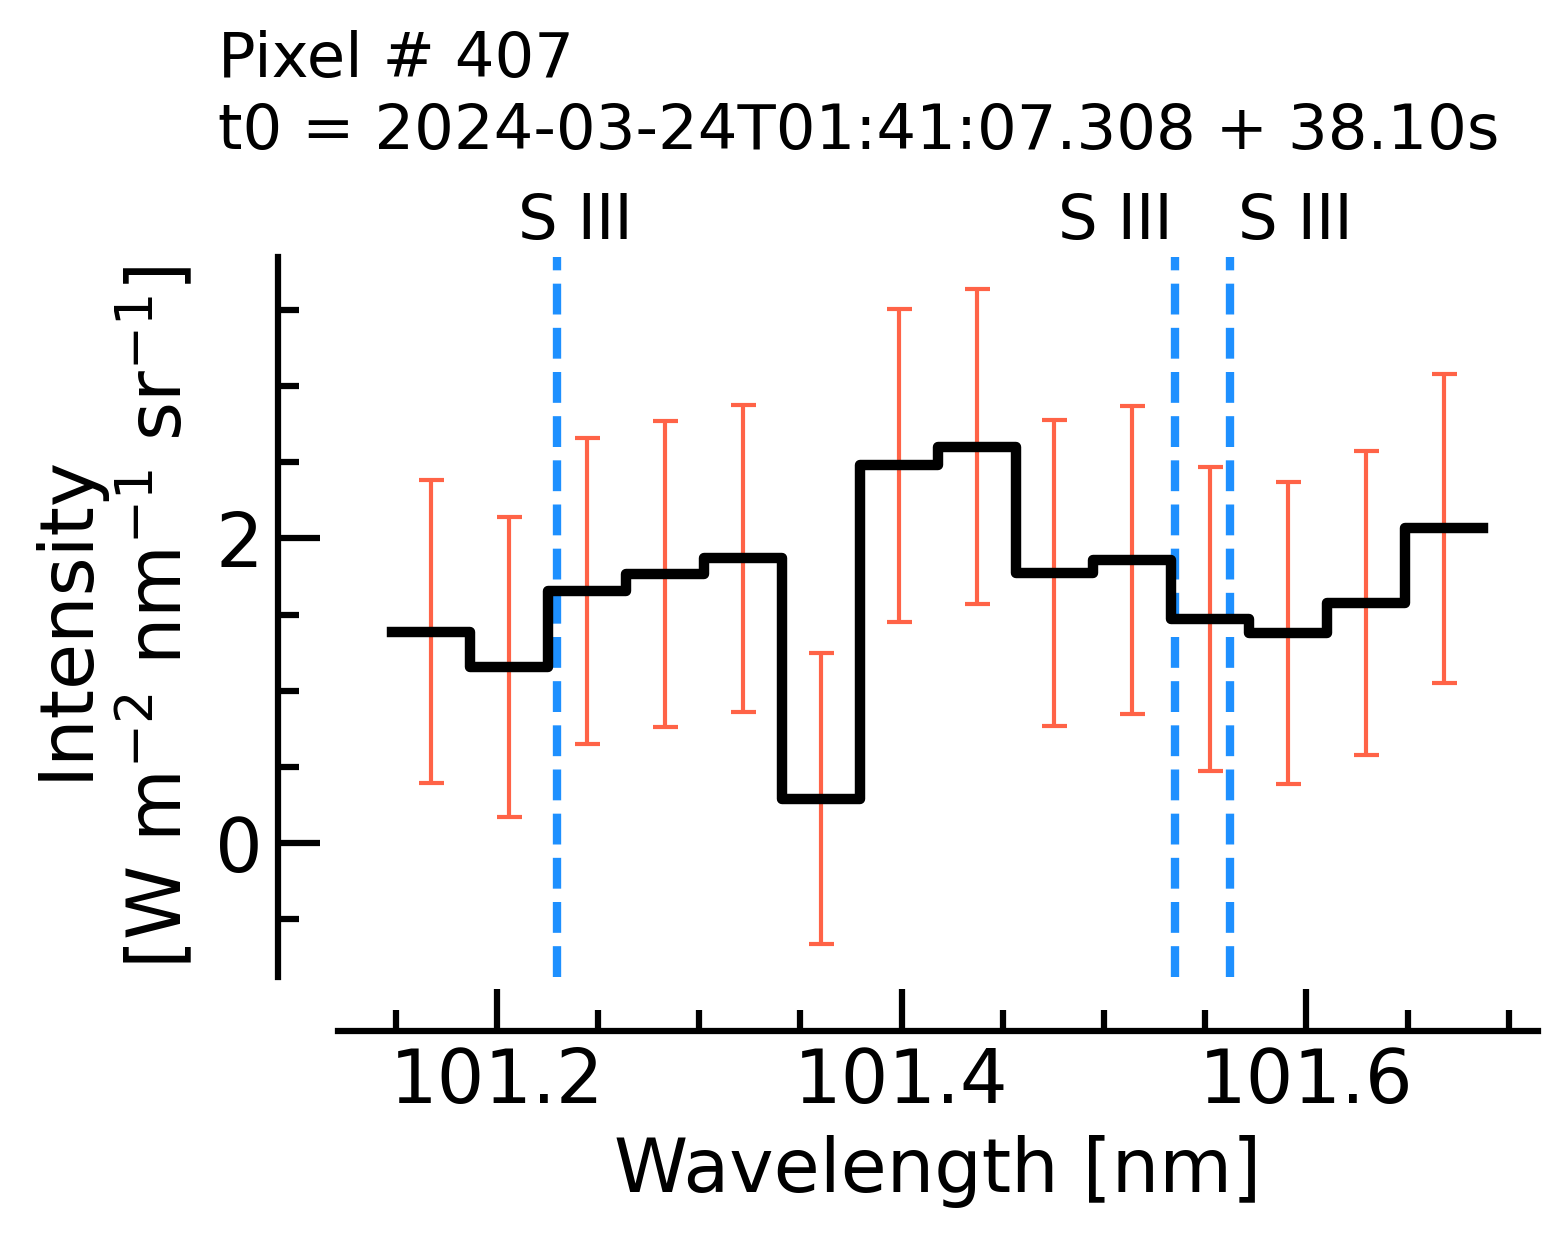 Pixel # 407
t0 = 2024-03-24T01:41:07.308 + 38.10s
S III S III S III
Intensity
[W m⁻² nm⁻¹ sr⁻¹]
2
0
101.2 101.4 101.6
Wavelength [nm]